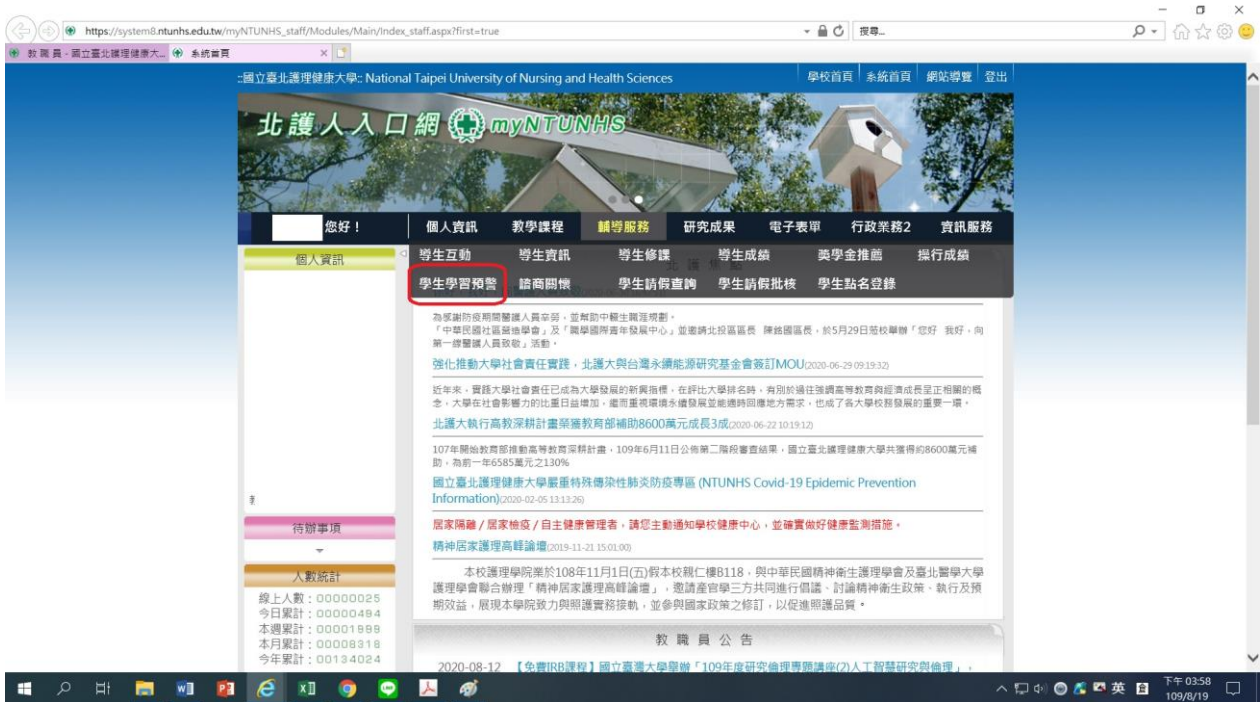 https://system8.ntunhs.edu.tw/myNTUNHS_staff/Modules/Main/Index_staff.aspx?first=true
搜尋...
教職員 - 國立臺北護理健康大... 系統首頁
::國立臺北護理健康大學:: National Taipei University of Nursing and Health Sciences
學校首頁 系統首頁 網站導覽 登出
北護人入口網 myNTUNHS
您好！ 個人資訊 教學課程 輔導服務 研究成果 電子表單 行政業務2 資訊服務
導生互動 導生資訊 導生修課 導生成績 獎學金推薦 操行成績
個人資訊
北護焦點
學生學習預警 諮商關懷 學生請假查詢 學生請假批核 學生點名登錄
為感謝防疫期間醫護人員辛勞，並幫助中輟生職涯規劃。
「中華民國社區營造學會」及「職學國際青年發展中心」並邀請北投區區長 陳銘國區長，於5月29日蒞校舉辦「您好 我好，向
第一線醫護人員致敬」活動。
強化推動大學社會責任實踐，北護大與台灣永續能源研究基金會簽訂MOU(2020-06-29 09:19:32)
近年來，實踐大學社會責任已成為大學發展的新興指標，在評比大學排名時，有別於過往強調高等教育與經濟成長呈正相關的概
念，大學在社會影響力的比重日益增加，繼而重視環境永續發展並能適時回應地方需求，也成了各大學校務發展的重要一環。
北護大執行高教深耕計畫榮獲教育部補助8600萬元成長3成(2020-06-22 10:19:12)
107年開始教育部推動高等教育深耕計畫，109年6月11日公佈第二階段審查結果，國立臺北護理健康大學共獲得約8600萬元補
助，為前一年6585萬元之130%
國立臺北護理健康大學嚴重特殊傳染性肺炎防疫專區 (NTUNHS Covid-19 Epidemic Prevention
Information)(2020-02-05 13:13:26)
居家隔離 / 居家檢疫 / 自主健康管理者，請您主動通知學校健康中心，並確實做好健康監測措施。
精神居家護理高峰論壇(2019-11-21 15:01:00)
本校護理學院業於108年11月1日(五)假本校親仁樓B118，與中華民國精神衛生護理學會及臺北醫學大學
護理學會聯合辦理「精神居家護理高峰論壇」，邀請產官學三方共同進行倡議、討論精神衛生政策、執行及預
期效益，展現本學院致力與照護實務接軌，並參與國家政策之修訂，以促進照護品質。
待辦事項
人數統計
線上人數：00000025
今日累計：00000494
本週累計：00001999
本月累計：00008318
今年累計：00134024
教職員公告
2020-08-12 【免費IRB課程】國立臺灣大學舉辦「109年度研究倫理專題講座(2)人工智慧研究與倫理」，
英
下午 03:58
109/8/19